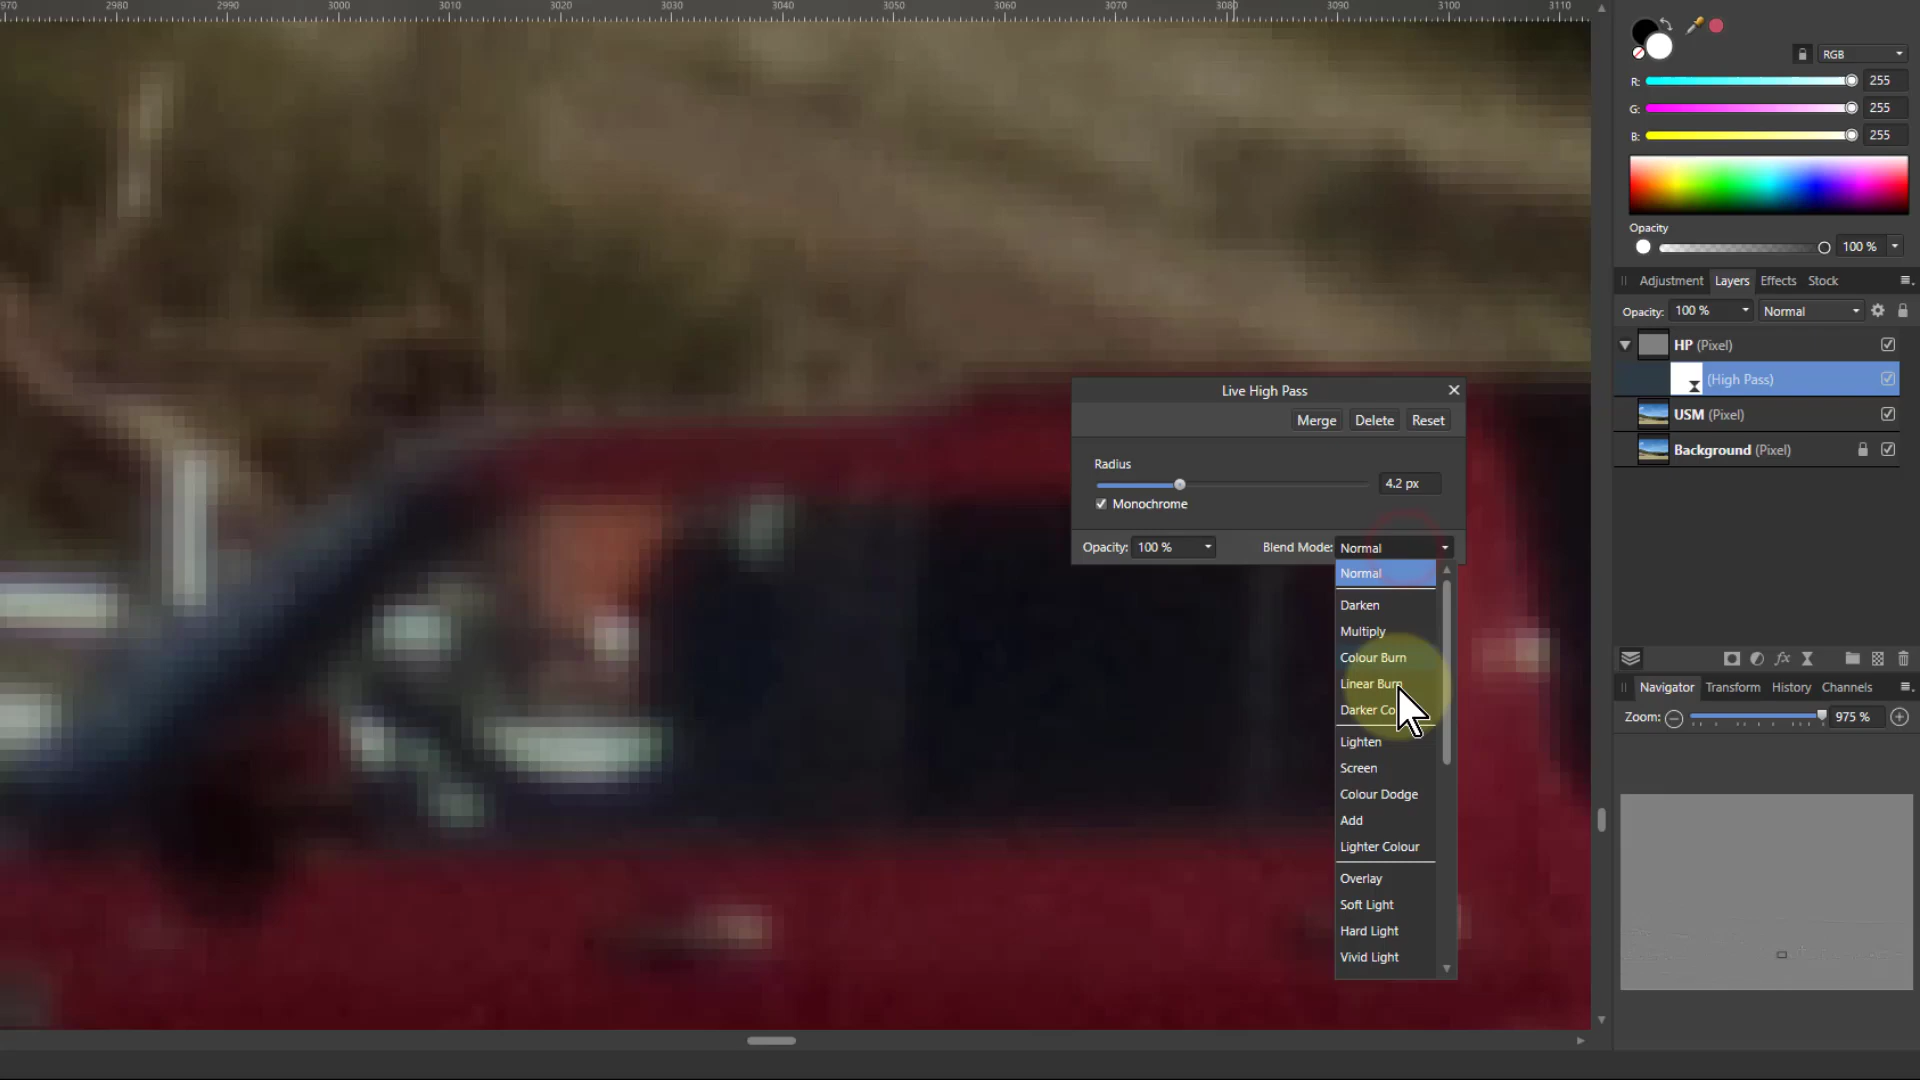 970 2980 2990 3000 3010 3020 3030 3040 3050 3060 3070 3080 3090 3100 3110
RGB
R: 255
G: 255
B: 255
Opacity
100 %
Adjustment Layers Effects Stock
Opacity: 100 % Normal
HP (Pixel)
(High Pass)
USM (Pixel)
Background (Pixel)
fx
Navigator Transform History Channels
Zoom: 975 %
Live High Pass
Merge Delete Reset
Radius
4.2 px
Monochrome
Opacity: 100 % Blend Mode: Normal
Normal
Darken
Multiply
Colour Burn
Linear Burn
Darker Co
Lighten
Screen
Colour Dodge
Add
Lighter Colour
Overlay
Soft Light
Hard Light
Vivid Light